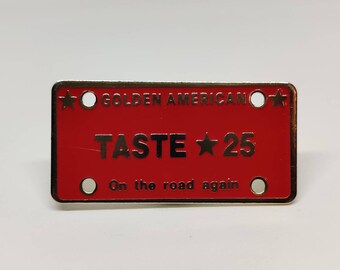 ★ GOLDEN AMERICAN ★
TASTE ★ 25
On the road again